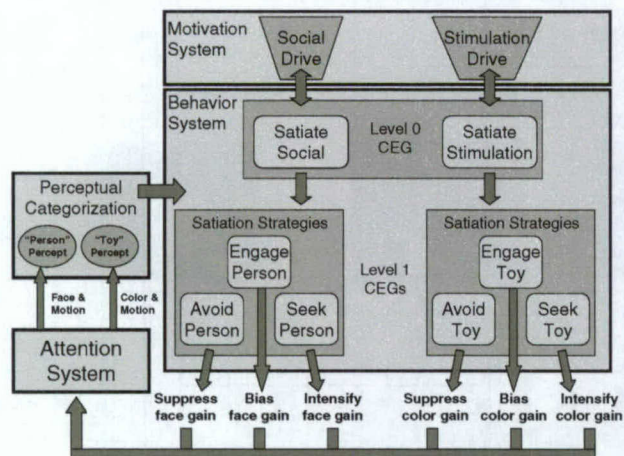 Motivation
System
Social
Drive
Stimulation
Drive
Behavior
System
Level 0
CEG
Satiate
Social
Satiate
Stimulation
Perceptual
Categorization
"Person"
Percept
"Toy"
Percept
Face &
Motion
Color &
Motion
Attention
System
Satiation Strategies
Engage
Person
Avoid
Person
Seek
Person
Level 1
CEGs
Satiation Strategies
Engage
Toy
Avoid
Toy
Seek
Toy
Suppress
face gain
Bias
face gain
Intensify
face gain
Suppress
color gain
Bias
color gain
Intensify
color gain